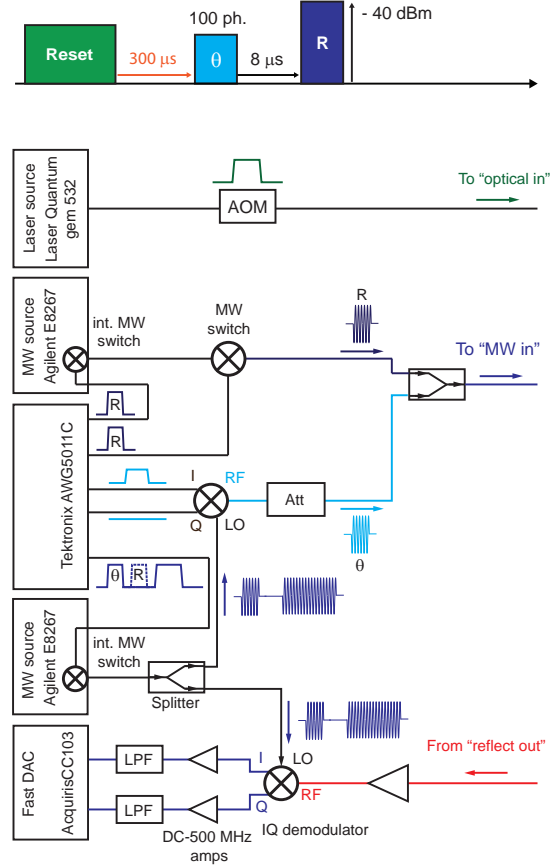 100 ph.
- 40 dBm
Reset
300 µs
θ
8 µs
R
Laser source
Laser Quantum
gem 532
AOM
To “optical in”
MW source
Agilent E8267
int. MW
switch
MW
switch
R
To “MW in”
R
R
Tektronix AWG5011C
I
RF
Q
LO
Att
θ
θ
R
MW source
Agilent E8267
int. MW
switch
Splitter
Fast DAC
AcquirisCC103
LPF
I
LO
From “reflect out”
LPF
Q
RF
DC-500 MHz
amps
IQ demodulator